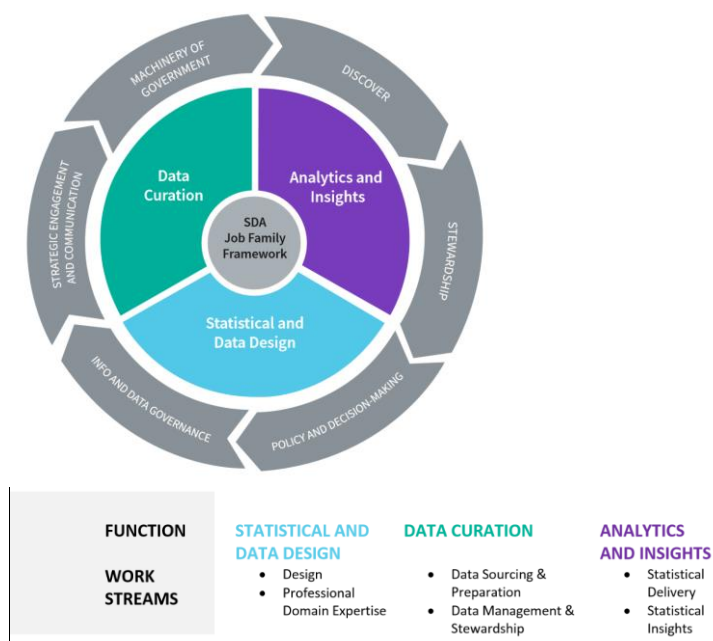 MACHINERY OF
GOVERNMENT
DISCOVER
STEWARDSHIP
POLICY AND DECISION-MAKING
INFO AND DATA GOVERNANCE
STRATEGIC ENGAGEMENT
AND COMMUNICATION
Data
Curation
Analytics and
Insights
SDA
Job Family
Framework
Statistical and
Data Design
FUNCTION
STATISTICAL AND
DATA DESIGN
DATA CURATION
ANALYTICS
AND INSIGHTS
WORK
STREAMS
• Design
• Professional
Domain Expertise
• Data Sourcing &
Preparation
• Data Management &
Stewardship
• Statistical
Delivery
• Statistical
Insights